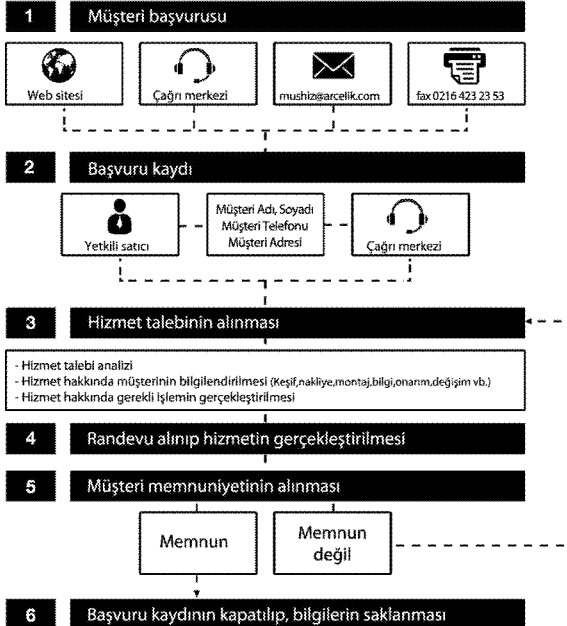 1 Müşteri başvurusu
Web sitesi
Çağrı merkezi
mushiz@arcelik.com
fax 0216 423 23 53
2 Başvuru kaydı
Yetkili satıcı
Müşteri Adı, Soyadı
Müşteri Telefonu
Müşteri Adresi
Çağrı merkezi
3 Hizmet talebinin alınması
- Hizmet talebi analizi
- Hizmet hakkında müşterinin bilgilendirilmesi (Keşif,nakliye,montaj,bilgi,onarım,değişim vb.)
- Hizmet hakkında gerekli işlemin gerçekleştirilmesi
4 Randevu alınıp hizmetin gerçekleştirilmesi
5 Müşteri memnuniyetinin alınması
Memnun
Memnun
değil
6 Başvuru kaydının kapatılıp, bilgilerin saklanması